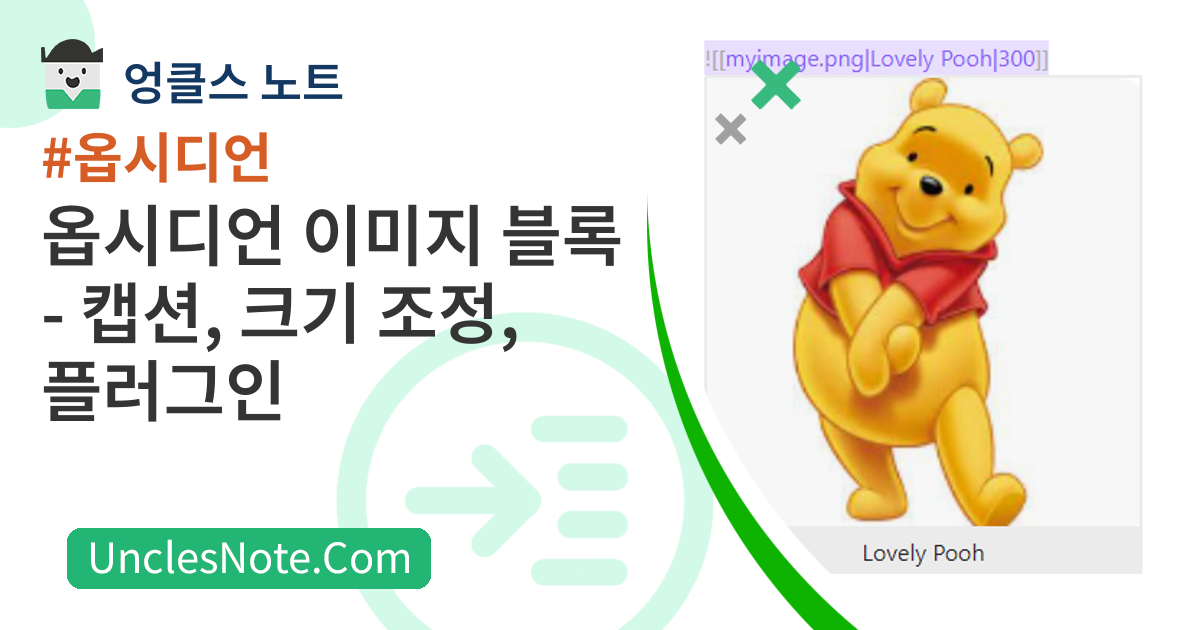 엉클스 노트
#옵시디언
옵시디언 이미지 블록
- 캡션, 크기 조정,
플러그인
UnclesNote.Com
![[myimage.png|Lovely Pooh|300]]
Lovely Pooh